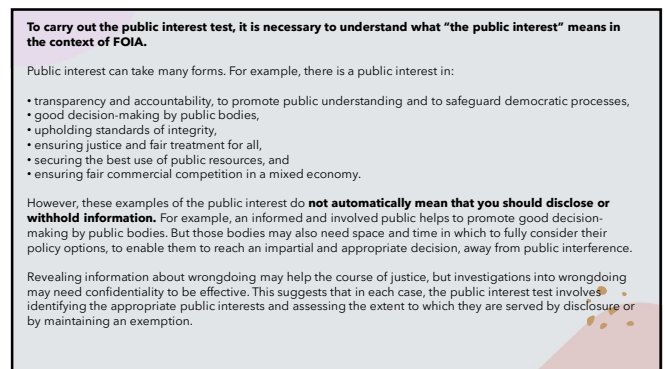 To carry out the public interest test, it is necessary to understand what “the public interest” means in
the context of FOIA.
Public interest can take many forms. For example, there is a public interest in:
• transparency and accountability, to promote public understanding and to safeguard democratic processes,
• good decision-making by public bodies,
• upholding standards of integrity,
• ensuring justice and fair treatment for all,
• securing the best use of public resources, and
• ensuring fair commercial competition in a mixed economy.
However, these examples of the public interest do not automatically mean that you should disclose or
withhold information. For example, an informed and involved public helps to promote good decision-
making by public bodies. But those bodies may also need space and time in which to fully consider their
policy options, to enable them to reach an impartial and appropriate decision, away from public interference.
Revealing information about wrongdoing may help the course of justice, but investigations into wrongdoing
may need confidentiality to be effective. This suggests that in each case, the public interest test involves
identifying the appropriate public interests and assessing the extent to which they are served by disclosure or
by maintaining an exemption.